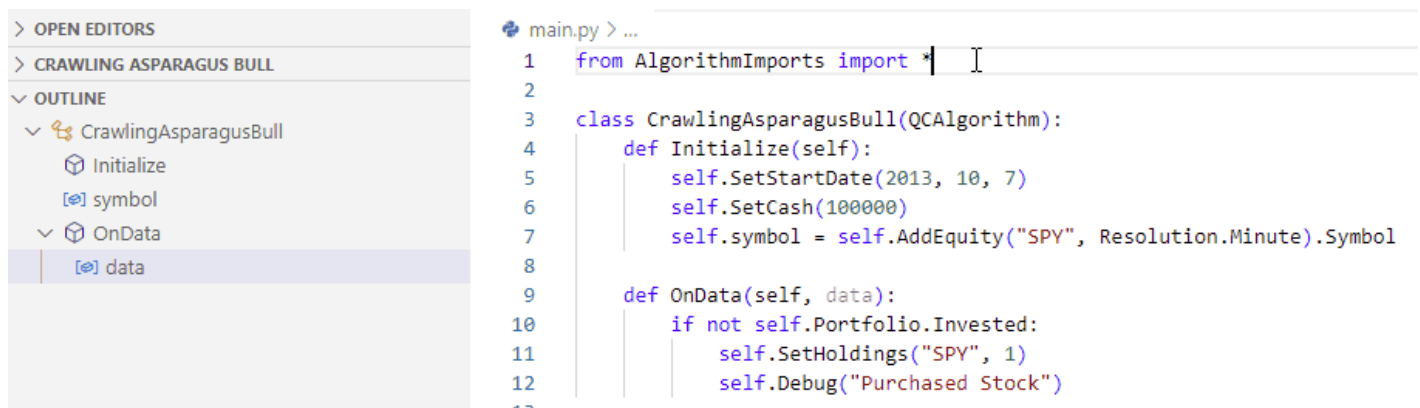 OPEN EDITORS
CRAWLING ASPARAGUS BULL
OUTLINE
CrawlingAsparagusBull
Initialize
symbol
OnData
data
main.py > ...
1 from AlgorithmImports import *
2
3 class CrawlingAsparagusBull(QCAlgorithm):
4 def Initialize(self):
5 self.SetStartDate(2013, 10, 7)
6 self.SetCash(100000)
7 self.symbol = self.AddEquity("SPY", Resolution.Minute).Symbol
8
9 def OnData(self, data):
10 if not self.Portfolio.Invested:
11 self.SetHoldings("SPY", 1)
12 self.Debug("Purchased Stock")